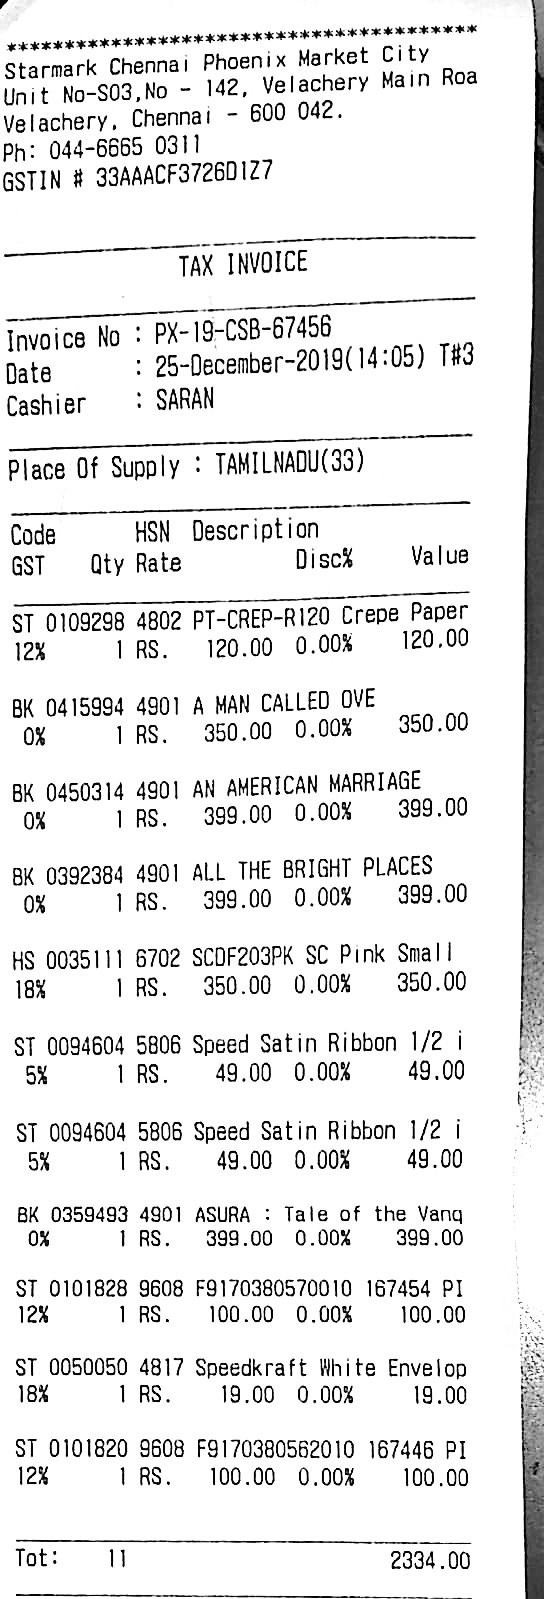 ****************************************
Starmark Chennai Phoenix Market City
Unit No-S03,No - 142, Velachery Main Roa
Velachery, Chennai - 600 042.
Ph: 044-6665 0311
GSTIN # 33AAACF3726D1Z7
TAX INVOICE
Invoice No : PX-19-CSB-67456
Date : 25-December-2019(14:05) T#3
Cashier : SARAN
Place Of Supply : TAMILNADU(33)
Code HSN Description
GST Qty Rate Disc% Value
ST 0109298 4802 PT-CREP-R120 Crepe Paper
12% 1 RS. 120.00 0.00% 120.00
BK 0415994 4901 A MAN CALLED OVE
0% 1 RS. 350.00 0.00% 350.00
BK 0450314 4901 AN AMERICAN MARRIAGE
0% 1 RS. 399.00 0.00% 399.00
BK 0392384 4901 ALL THE BRIGHT PLACES
0% 1 RS. 399.00 0.00% 399.00
HS 0035111 6702 SCDF203PK SC Pink Small
18% 1 RS. 350.00 0.00% 350.00
ST 0094604 5806 Speed Satin Ribbon 1/2 i
5% 1 RS. 49.00 0.00% 49.00
ST 0094604 5806 Speed Satin Ribbon 1/2 i
5% 1 RS. 49.00 0.00% 49.00
BK 0359493 4901 ASURA : Tale of the Vanq
0% 1 RS. 399.00 0.00% 399.00
ST 0101828 9608 F9170380570010 167454 PI
12% 1 RS. 100.00 0.00% 100.00
ST 0050050 4817 Speedkraft White Envelop
18% 1 RS. 19.00 0.00% 19.00
ST 0101820 9608 F9170380562010 167446 PI
12% 1 RS. 100.00 0.00% 100.00
Tot: 11 2334.00